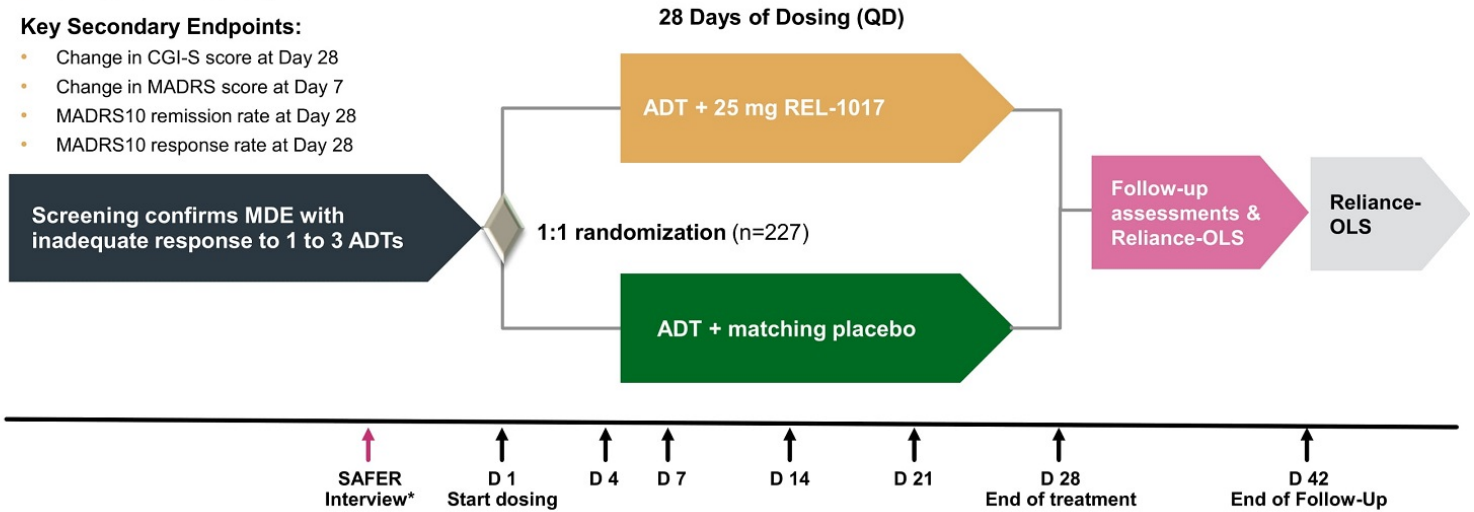 28 Days of Dosing (QD)
Key Secondary Endpoints:
• Change in CGI-S score at Day 28
• Change in MADRS score at Day 7
• MADRS10 remission rate at Day 28
• MADRS10 response rate at Day 28
ADT + 25 mg REL-1017
Screening confirms MDE with
inadequate response to 1 to 3 ADTs
1:1 randomization (n=227)
ADT + matching placebo
Follow-up
assessments &
Reliance-OLS
Reliance-
OLS
SAFER
Interview*
D 1
Start dosing
D 4
D 7
D 14
D 21
D 28
End of treatment
D 42
End of Follow-Up